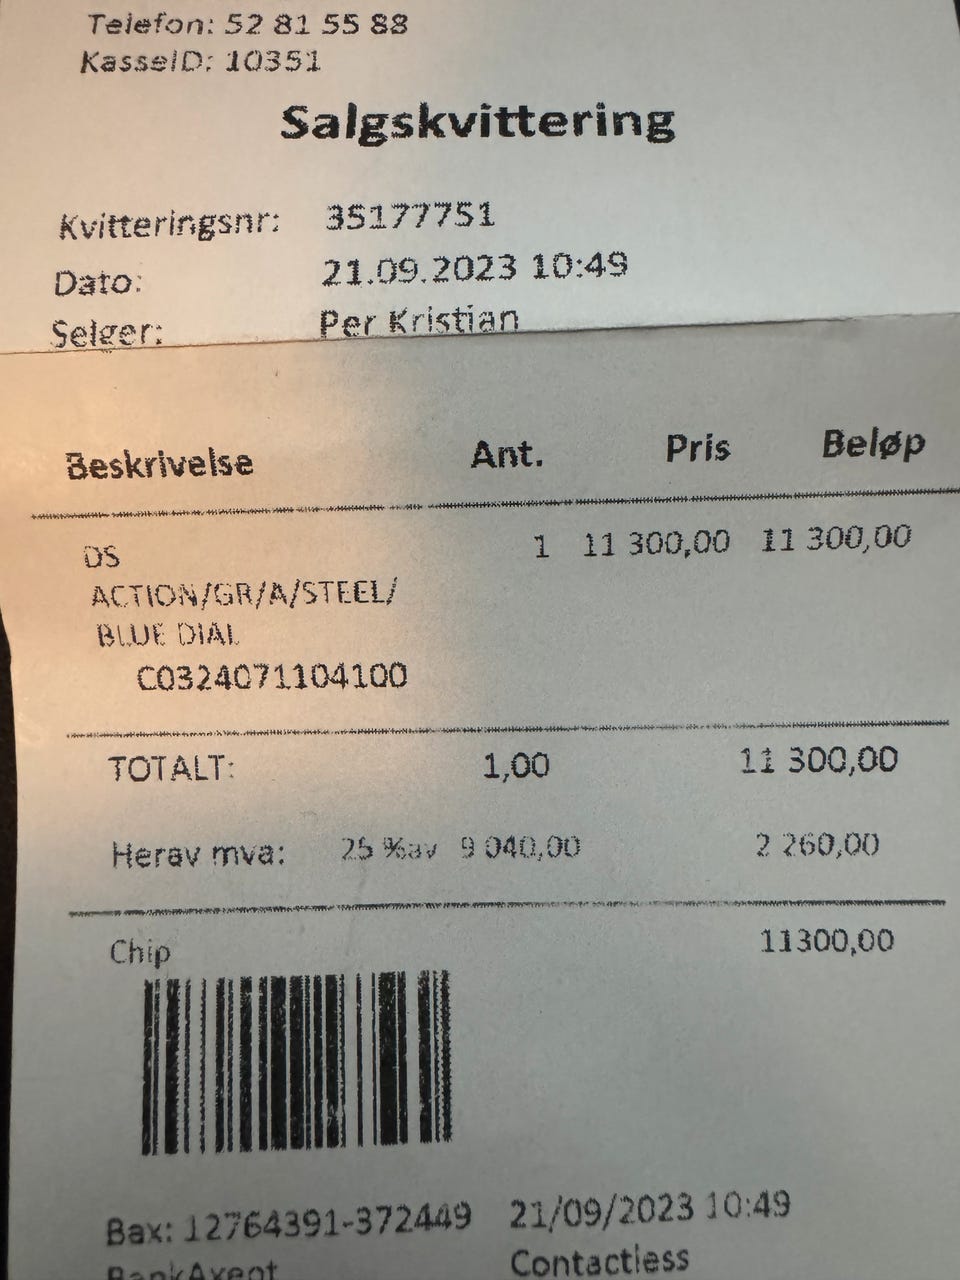 Telefon: 52 81 55 88
KasseID: 10351
Salgskvittering
Kvitteringsnr: 35177751
Dato: 21.09.2023 10:49
Selger: Per Kristian
Beskrivelse Ant. Pris Beløp
DS 1 11 300,00 11 300,00
ACTION/GR/A/STEEL/
BLUE DIAL
C0324071104100
TOTALT: 1,00 11 300,00
Herav mva: 25 %av 9 040,00 2 260,00
Chip 11300,00
Bax: 12764391-372449 21/09/2023 10:49
BankAxept Contactless